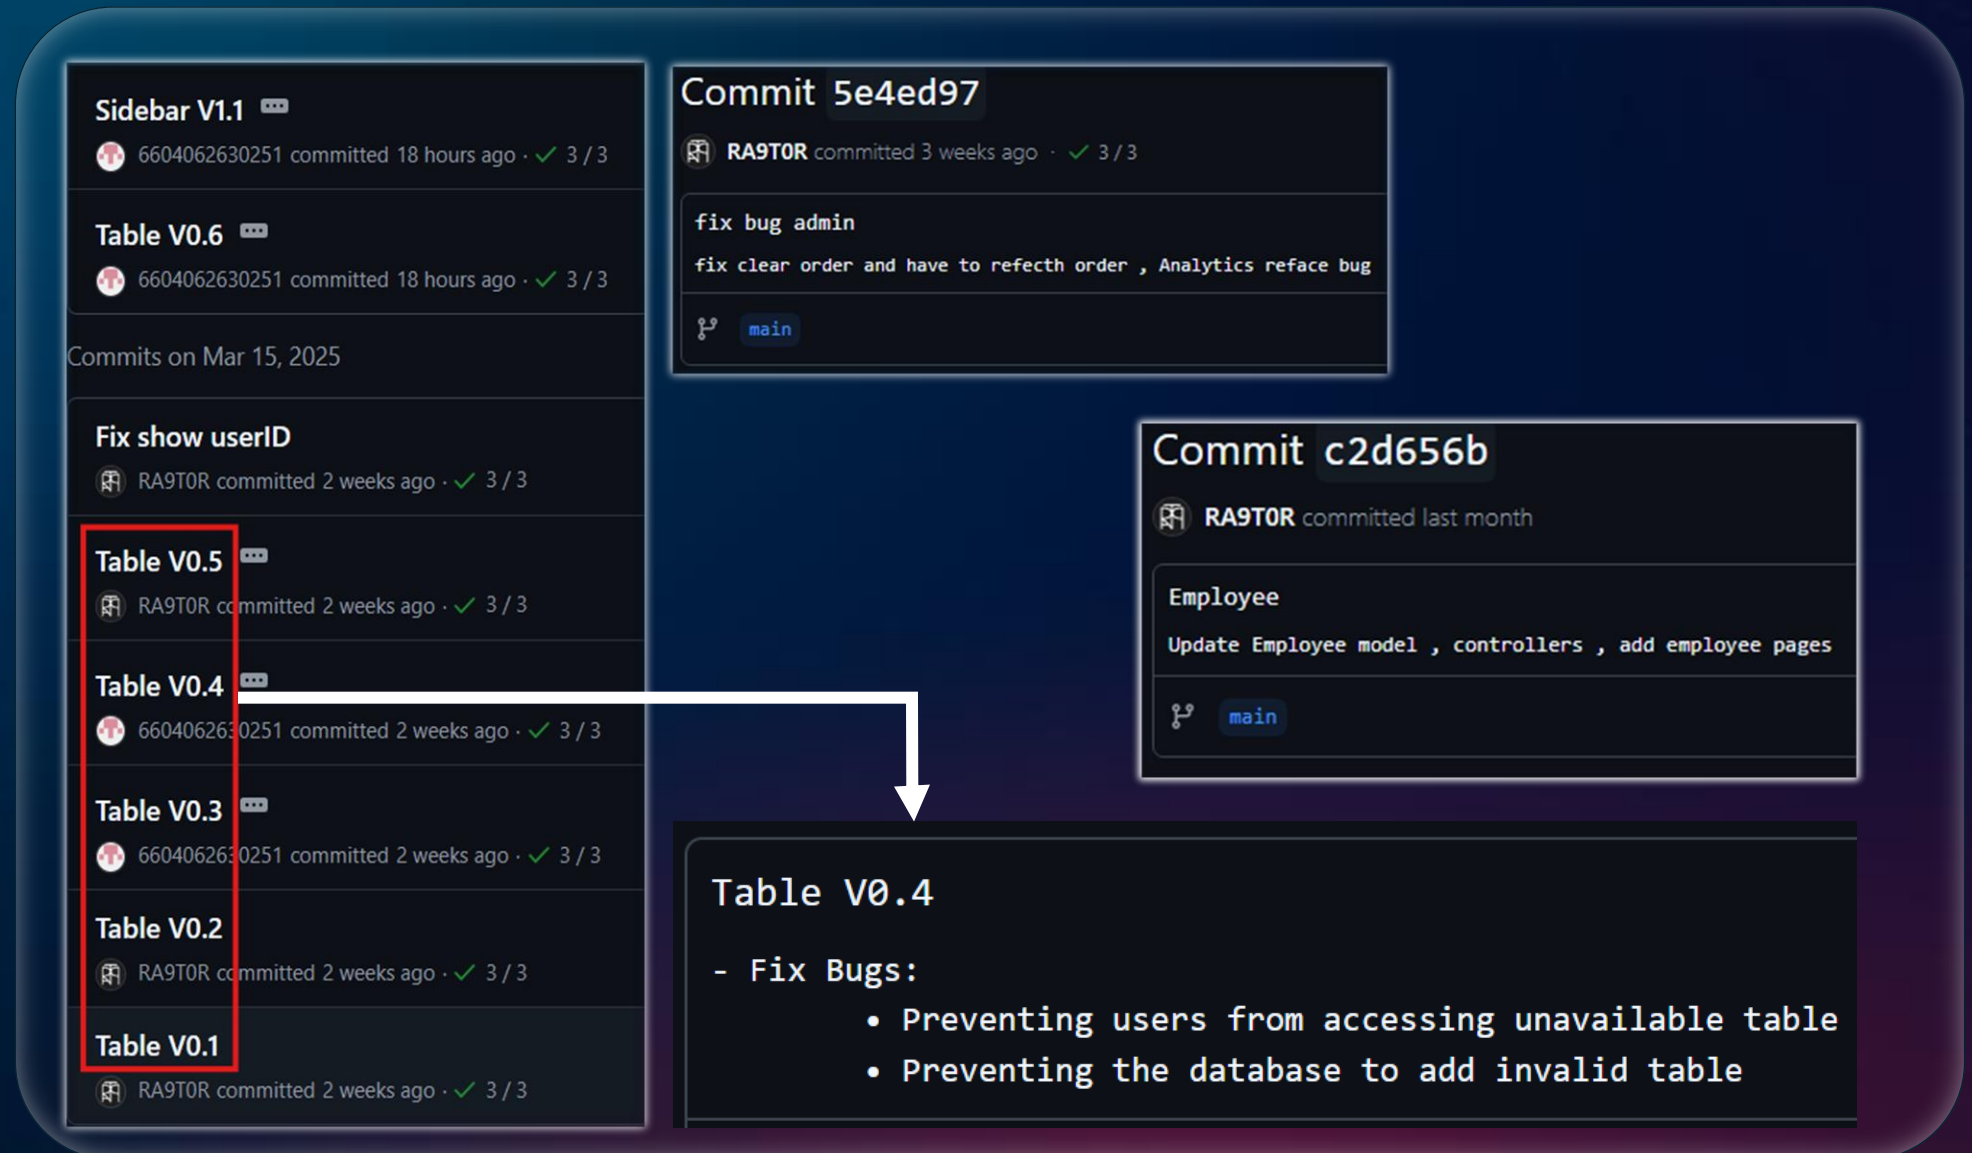 Sidebar V1.1
6604062630251 committed 18 hours ago · ✓ 3 / 3
Table V0.6
6604062630251 committed 18 hours ago · ✓ 3 / 3
Commits on Mar 15, 2025
Fix show userID
RA9T0R committed 2 weeks ago · ✓ 3 / 3
Table V0.5
RA9T0R committed 2 weeks ago · ✓ 3 / 3
Table V0.4
6604062630251 committed 2 weeks ago · ✓ 3 / 3
Table V0.3
6604062630251 committed 2 weeks ago · ✓ 3 / 3
Table V0.2
RA9T0R committed 2 weeks ago · ✓ 3 / 3
Table V0.1
RA9T0R committed 2 weeks ago · ✓ 3 / 3
Commit 5e4ed97
RA9T0R committed 3 weeks ago · ✓ 3 / 3
fix bug admin
fix clear order and have to refecth order , Analytics reface bug
main
Commit c2d656b
RA9T0R committed last month
Employee
Update Employee model , controllers , add employee pages
main
Table V0.4
- Fix Bugs:
• Preventing users from accessing unavailable table
• Preventing the database to add invalid table